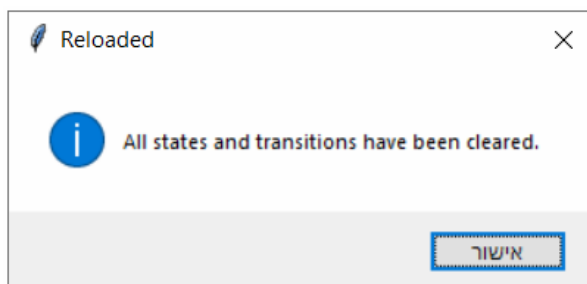 Reloaded
All states and transitions have been cleared.
אישור